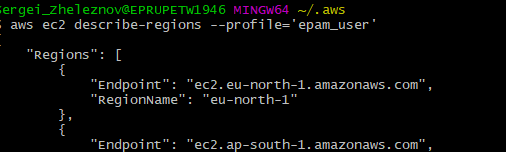 Sergei_Zheleznov@EPRUPETW1946 MINGW64 ~/.aws
$ aws ec2 describe-regions --profile='epam_user'
{
    "Regions": [
        {
            "Endpoint": "ec2.eu-north-1.amazonaws.com",
            "RegionName": "eu-north-1"
        },
        {
            "Endpoint": "ec2.ap-south-1.amazonaws.com",